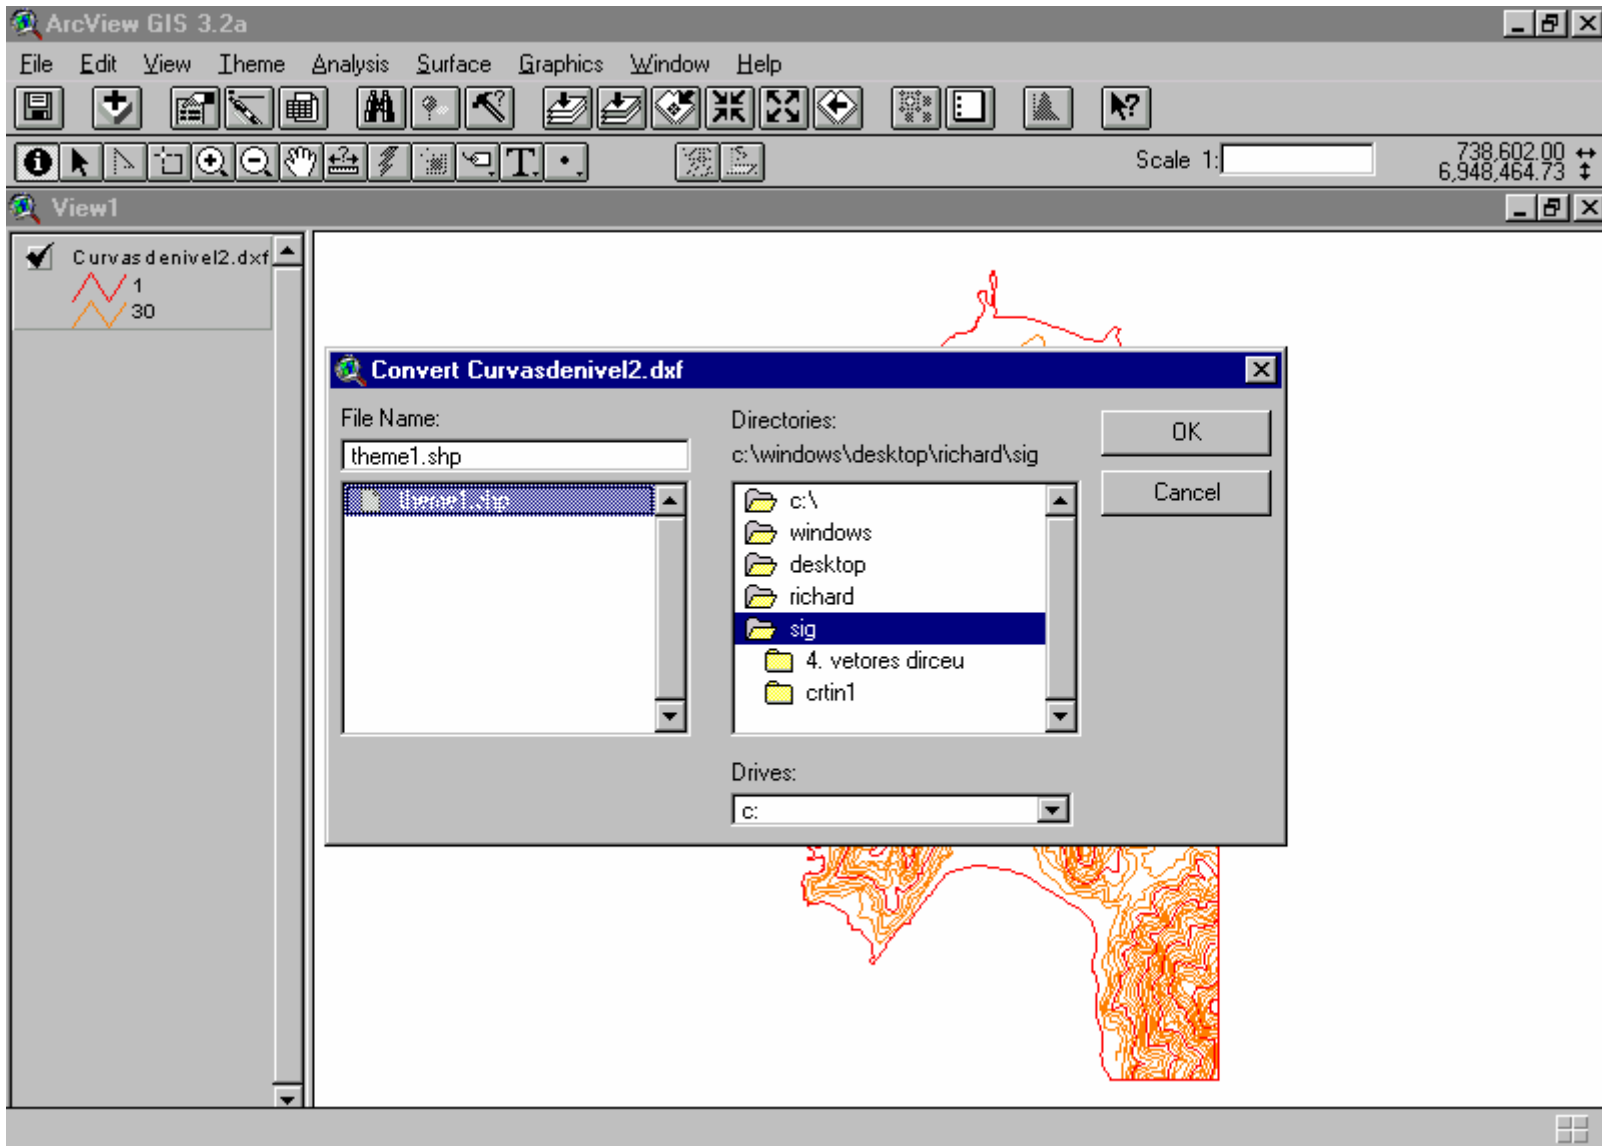 ArcView GIS 3.2a
File Edit View Theme Analysis Surface Graphics Window Help
Scale 1: 738,602.00
6,948,464.73
View1
Curvasdenivel2.dxf
1
30
Convert Curvasdenivel2.dxf
File Name:
theme1.shp
theme1.shp
Directories:
c:\windows\desktop\richard\sig
c:\
windows
desktop
richard
sig
4. vetores dirceu
crtin1
Drives:
c:
OK
Cancel